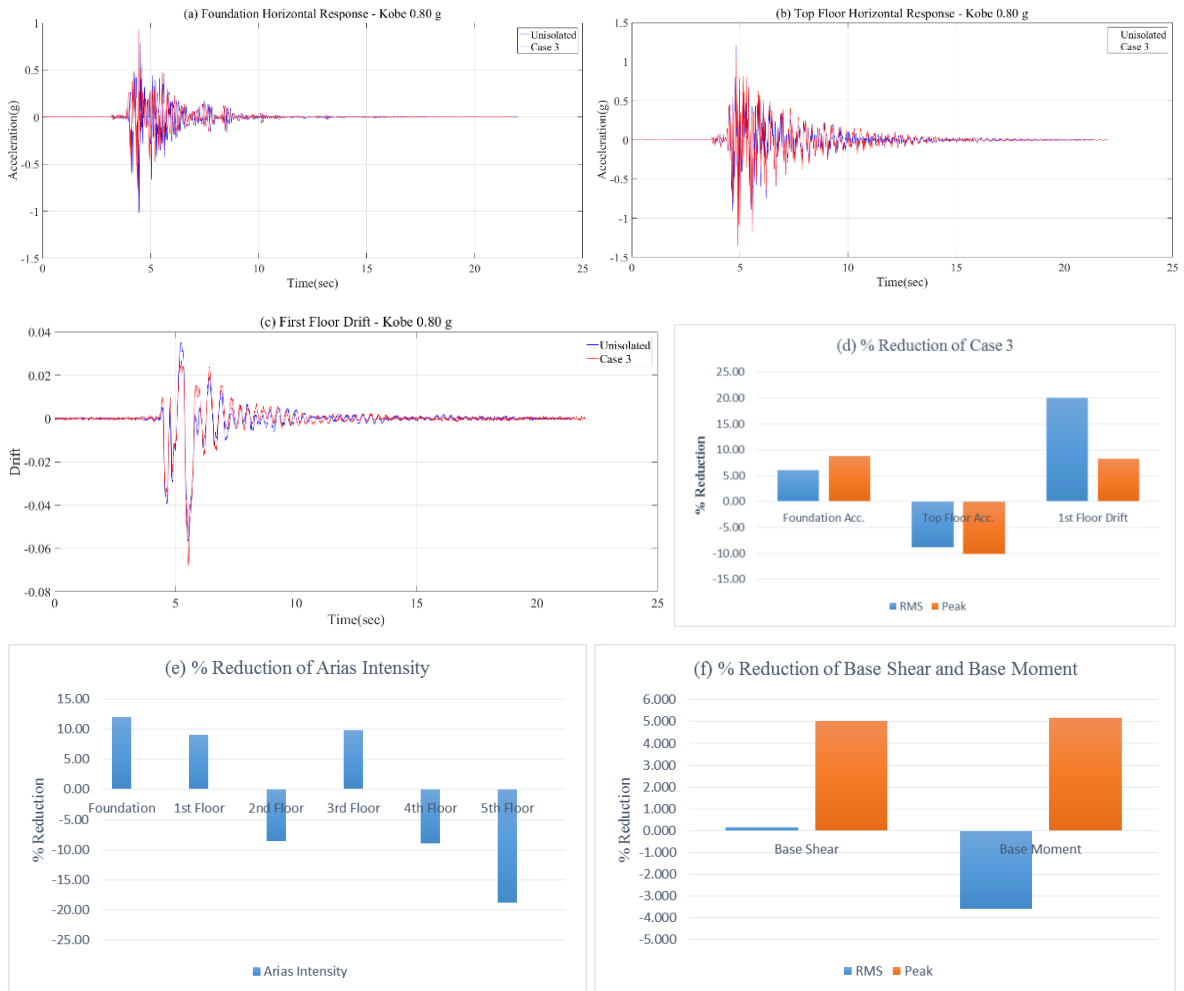 (a) Foundation Horizontal Response - Kobe 0.80 g
1
0.5
0
-0.5
-1
-1.5
Acceleration(g)
0
5
10
15
20
25
Time(sec)
Unisolated
Case 3
(b) Top Floor Horizontal Response - Kobe 0.80 g
1.5
1
0.5
0
-0.5
-1
-1.5
Acceleration(g)
0
5
10
15
20
25
Time(sec)
Unisolated
Case 3
(c) First Floor Drift - Kobe 0.80 g
0.04
0.02
0
-0.02
-0.04
-0.06
-0.08
Drift
0
5
10
15
20
25
Time(sec)
Unisolated
Case 3
(d) % Reduction of Case 3
25.00
20.00
15.00
10.00
5.00
0.00
-5.00
-10.00
-15.00
% Reduction
Foundation Acc.
Top Floor Acc.
1st Floor Drift
RMS
Peak
(e) % Reduction of Arias Intensity
15.00
10.00
5.00
0.00
-5.00
-10.00
-15.00
-20.00
-25.00
% Reduction
Foundation
1st Floor
2nd Floor
3rd Floor
4th Floor
5th Floor
Arias Intensity
(f) % Reduction of Base Shear and Base Moment
6.000
5.000
4.000
3.000
2.000
1.000
0.000
-1.000
-2.000
-3.000
-4.000
-5.000
% Reduction
Base Shear
Base Moment
RMS
Peak